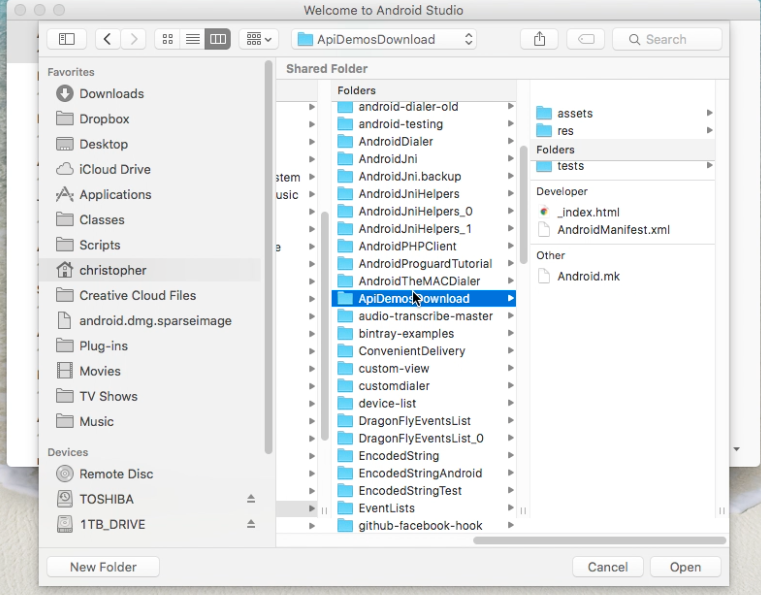 Welcome to Android Studio
ApiDemosDownload
Search
Favorites
Downloads
Dropbox
Desktop
iCloud Drive
Applications
Classes
Scripts
christopher
Creative Cloud Files
android.dmg.sparseimage
Plug-ins
Movies
TV Shows
Music
Devices
Remote Disc
TOSHIBA
1TB_DRIVE
Shared Folder
stem
usic
e
Folders
android-dialer-old
android-testing
AndroidDialer
AndroidJni
AndroidJni.backup
AndroidJniHelpers
AndroidJniHelpers_0
AndroidJniHelpers_1
AndroidPHPClient
AndroidProguardTutorial
AndroidTheMACDialer
ApiDemosDownload
audio-transcribe-master
bintray-examples
ConvenientDelivery
custom-view
customdialer
device-list
DragonFlyEventsList
DragonFlyEventsList_0
EncodedString
EncodedStringAndroid
EncodedStringTest
EventLists
github-facebook-hook
assets
res
Folders
tests
Developer
_index.html
AndroidManifest.xml
Other
Android.mk
New Folder
Cancel
Open